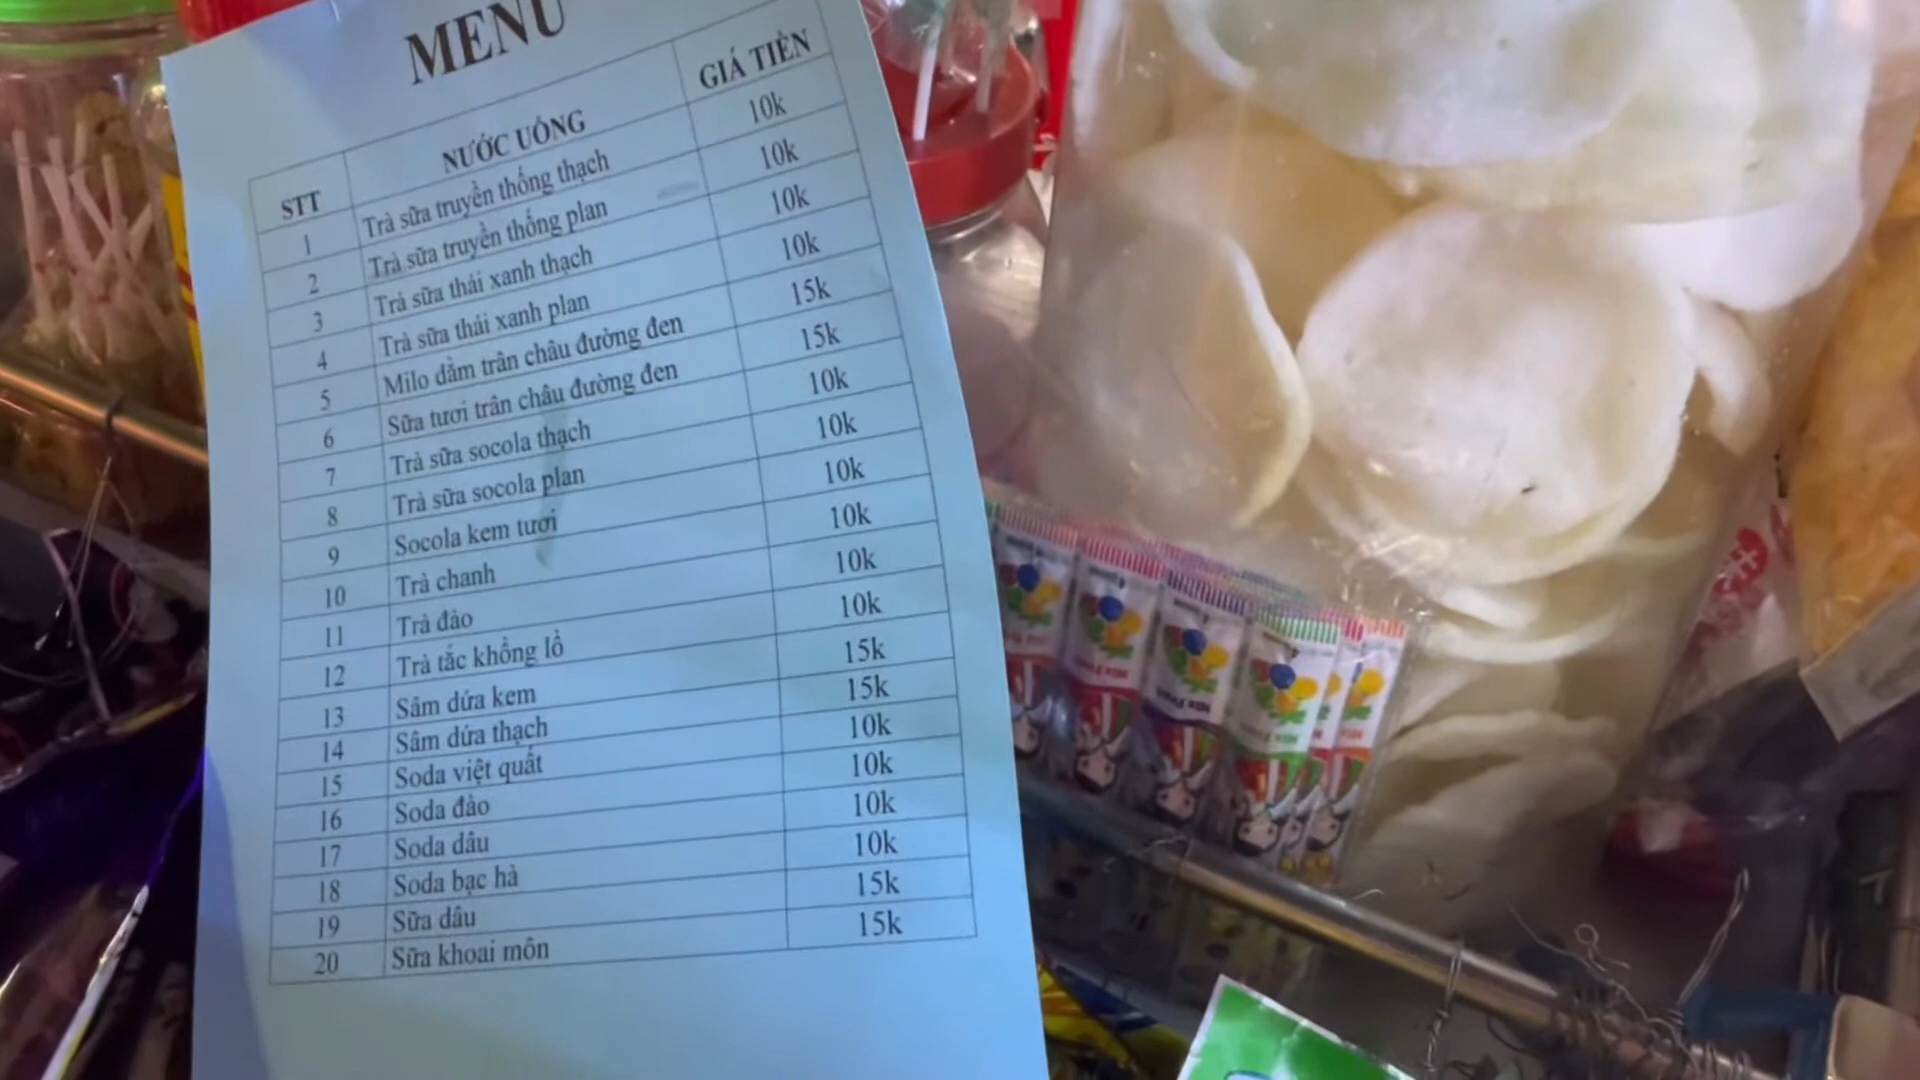 MENU
STT NƯỚC UỐNG GIÁ TIỀN
1 Trà sữa truyền thống thạch 10k
2 Trà sữa truyền thống plan 10k
3 Trà sữa thái xanh thạch 10k
4 Trà sữa thái xanh plan 10k
5 Milo dầm trân châu đường đen 15k
6 Sữa tươi trân châu đường đen 15k
7 Trà sữa socola thạch 10k
8 Trà sữa socola plan 10k
9 Socola kem tươi 10k
10 Trà chanh 10k
11 Trà đào 10k
12 Trà tắc khổng lồ 10k
13 Sâm dứa kem 15k
14 Sâm dứa thạch 15k
15 Soda việt quất 10k
16 Soda đào 10k
17 Soda dâu 10k
18 Soda bạc hà 10k
19 Sữa dâu 15k
20 Sữa khoai môn 15k